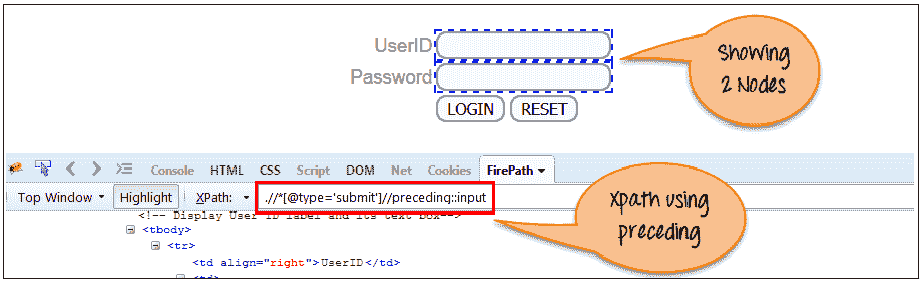 UserID
Password
LOGIN RESET
Showing
2 Nodes
Console HTML CSS Script DOM Net Cookies FirePath
Top Window Highlight XPath: .//*[@type='submit']//preceding::input
Xpath using
preceding
<!-- Display User ID label and its text box-->
<tbody>
<tr>
<td align="right">UserID</td>
<td>